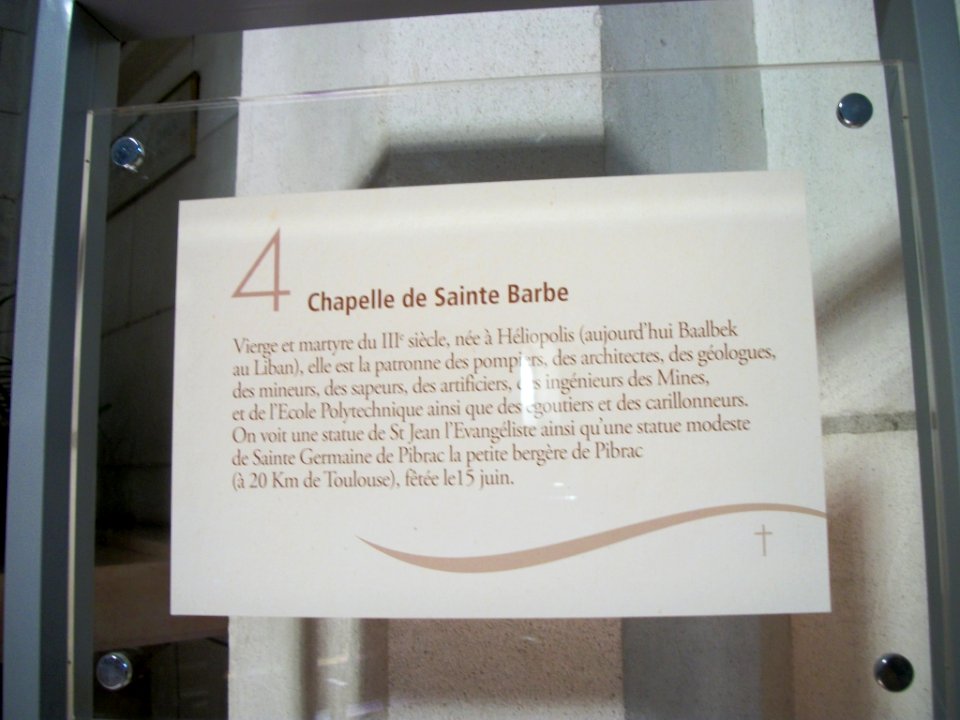 4
Chapelle de Sainte Barbe
Vierge et martyre du IIIe siècle, née à Héliopolis (aujourd'hui Baalbek
au Liban), elle est la patronne des pompiers, des architectes, des géologues,
des mineurs, des sapeurs, des artificiers, des ingénieurs des Mines,
et de l'Ecole Polytechnique ainsi que des égoutiers et des carillonneurs.
On voit une statue de St Jean l'Evangéliste ainsi qu'une statue modeste
de Sainte Germaine de Pibrac la petite bergère de Pibrac
(à 20 Km de Toulouse), fêtée le15 juin.